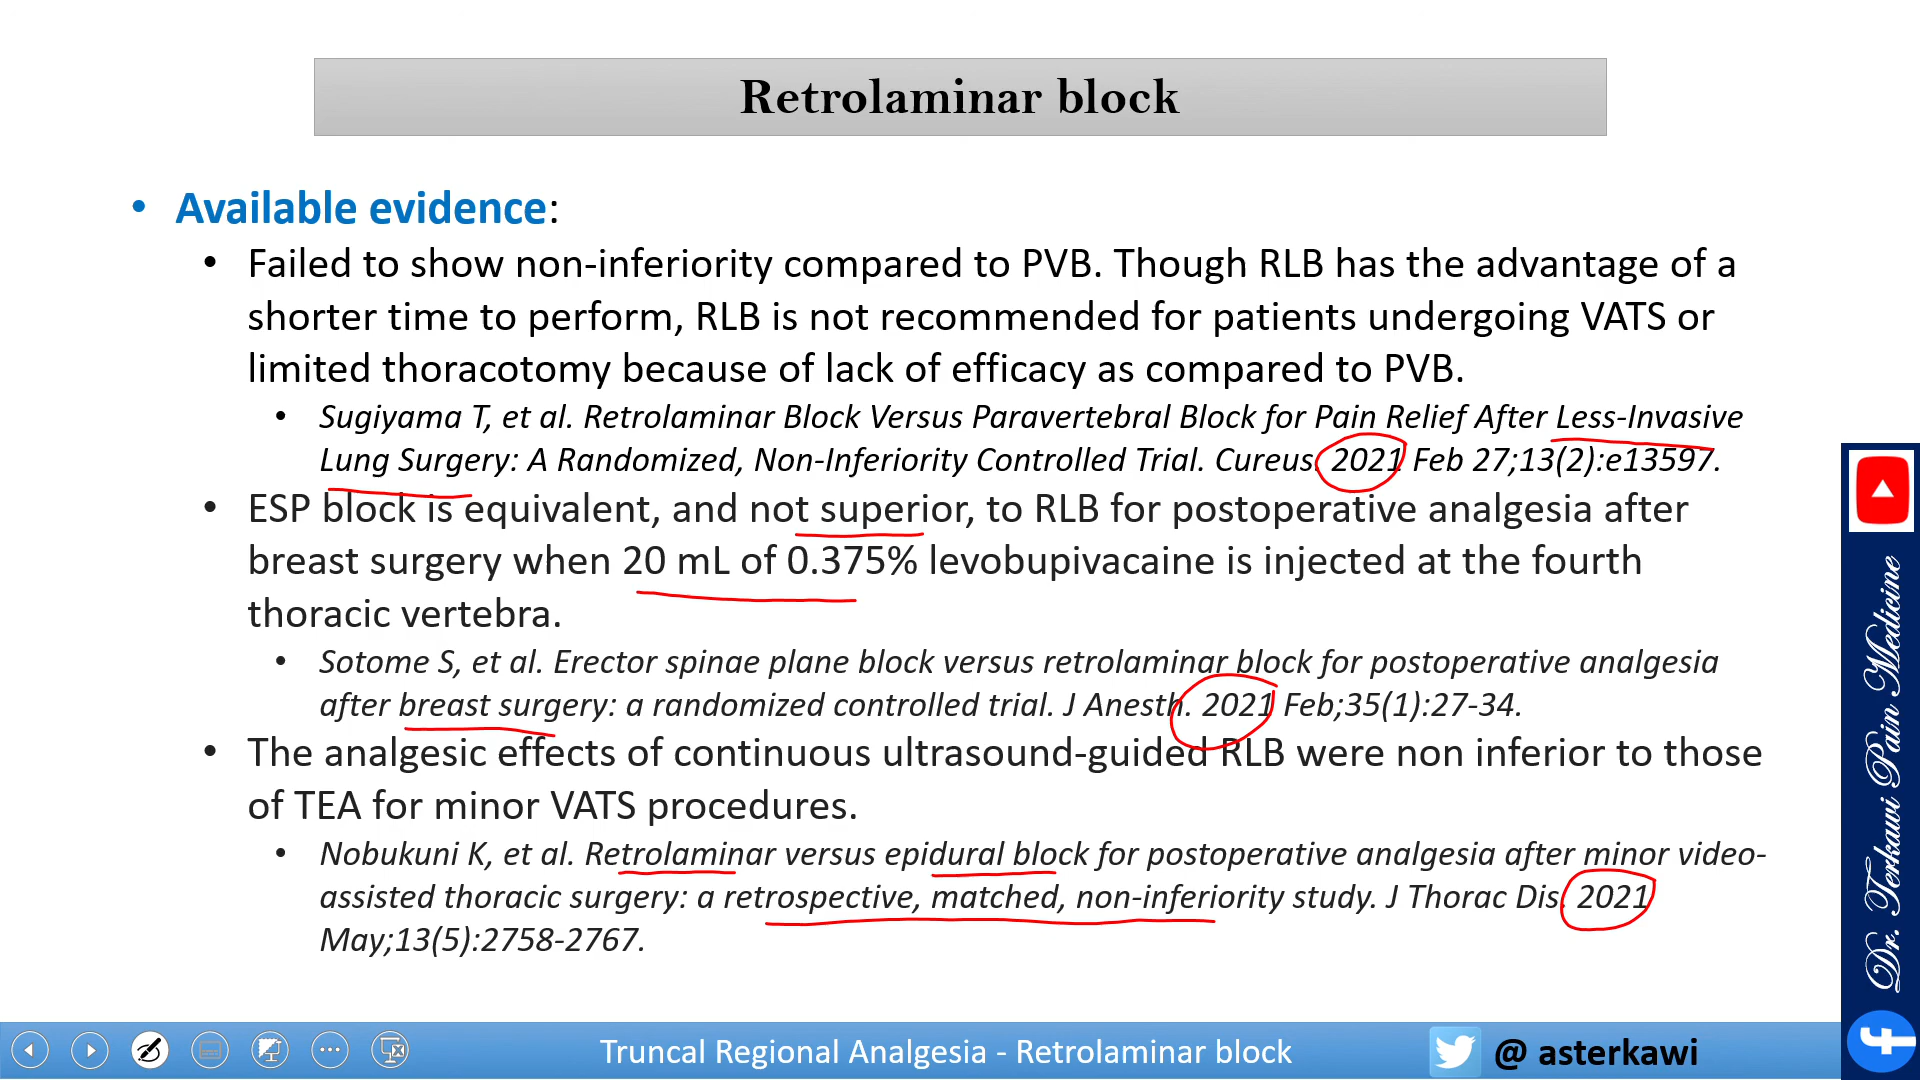 Retrolaminar block
• Available evidence:
• Failed to show non-inferiority compared to PVB. Though RLB has the advantage of a
shorter time to perform, RLB is not recommended for patients undergoing VATS or
limited thoracotomy because of lack of efficacy as compared to PVB.
• Sugiyama T, et al. Retrolaminar Block Versus Paravertebral Block for Pain Relief After Less-Invasive
Lung Surgery: A Randomized, Non-Inferiority Controlled Trial. Cureus. 2021 Feb 27;13(2):e13597.
• ESP block is equivalent, and not superior, to RLB for postoperative analgesia after
breast surgery when 20 mL of 0.375% levobupivacaine is injected at the fourth
thoracic vertebra.
• Sotome S, et al. Erector spinae plane block versus retrolaminar block for postoperative analgesia
after breast surgery: a randomized controlled trial. J Anesth. 2021 Feb;35(1):27-34.
• The analgesic effects of continuous ultrasound-guided RLB were non inferior to those
of TEA for minor VATS procedures.
• Nobukuni K, et al. Retrolaminar versus epidural block for postoperative analgesia after minor video-
assisted thoracic surgery: a retrospective, matched, non-inferiority study. J Thorac Dis. 2021
May;13(5):2758-2767.
Dr. Terkawi Pain Medicine
Truncal Regional Analgesia - Retrolaminar block
@ asterkawi